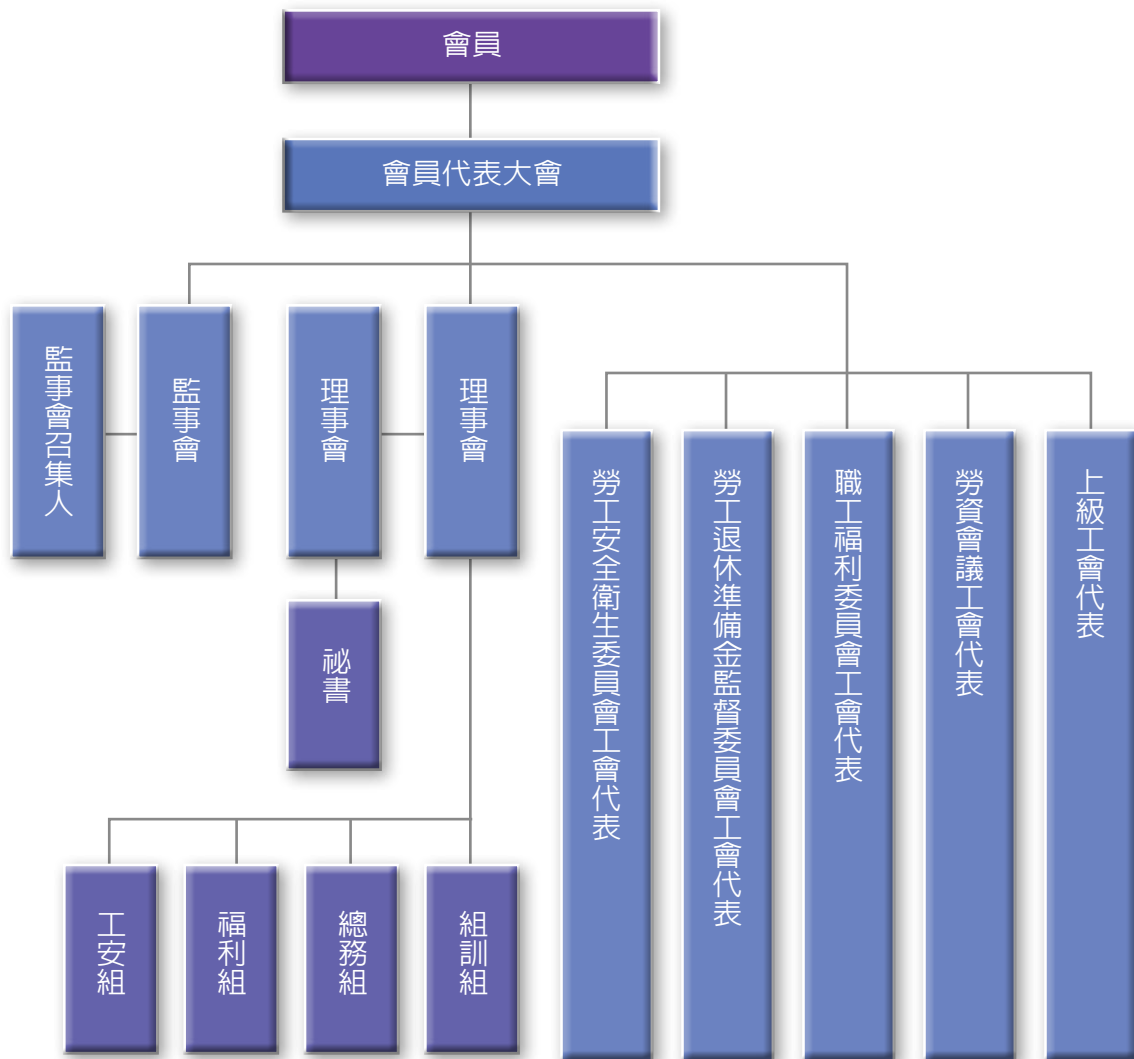 會員
會員代表大會
監事會召集人
監事會
理事會
理事會
勞工安全衛生委員會工會代表
勞工退休準備金監督委員會工會代表
職工福利委員會工會代表
勞資會議工會代表
上級工會代表
祕書
工安組
福利組
總務組
組訓組